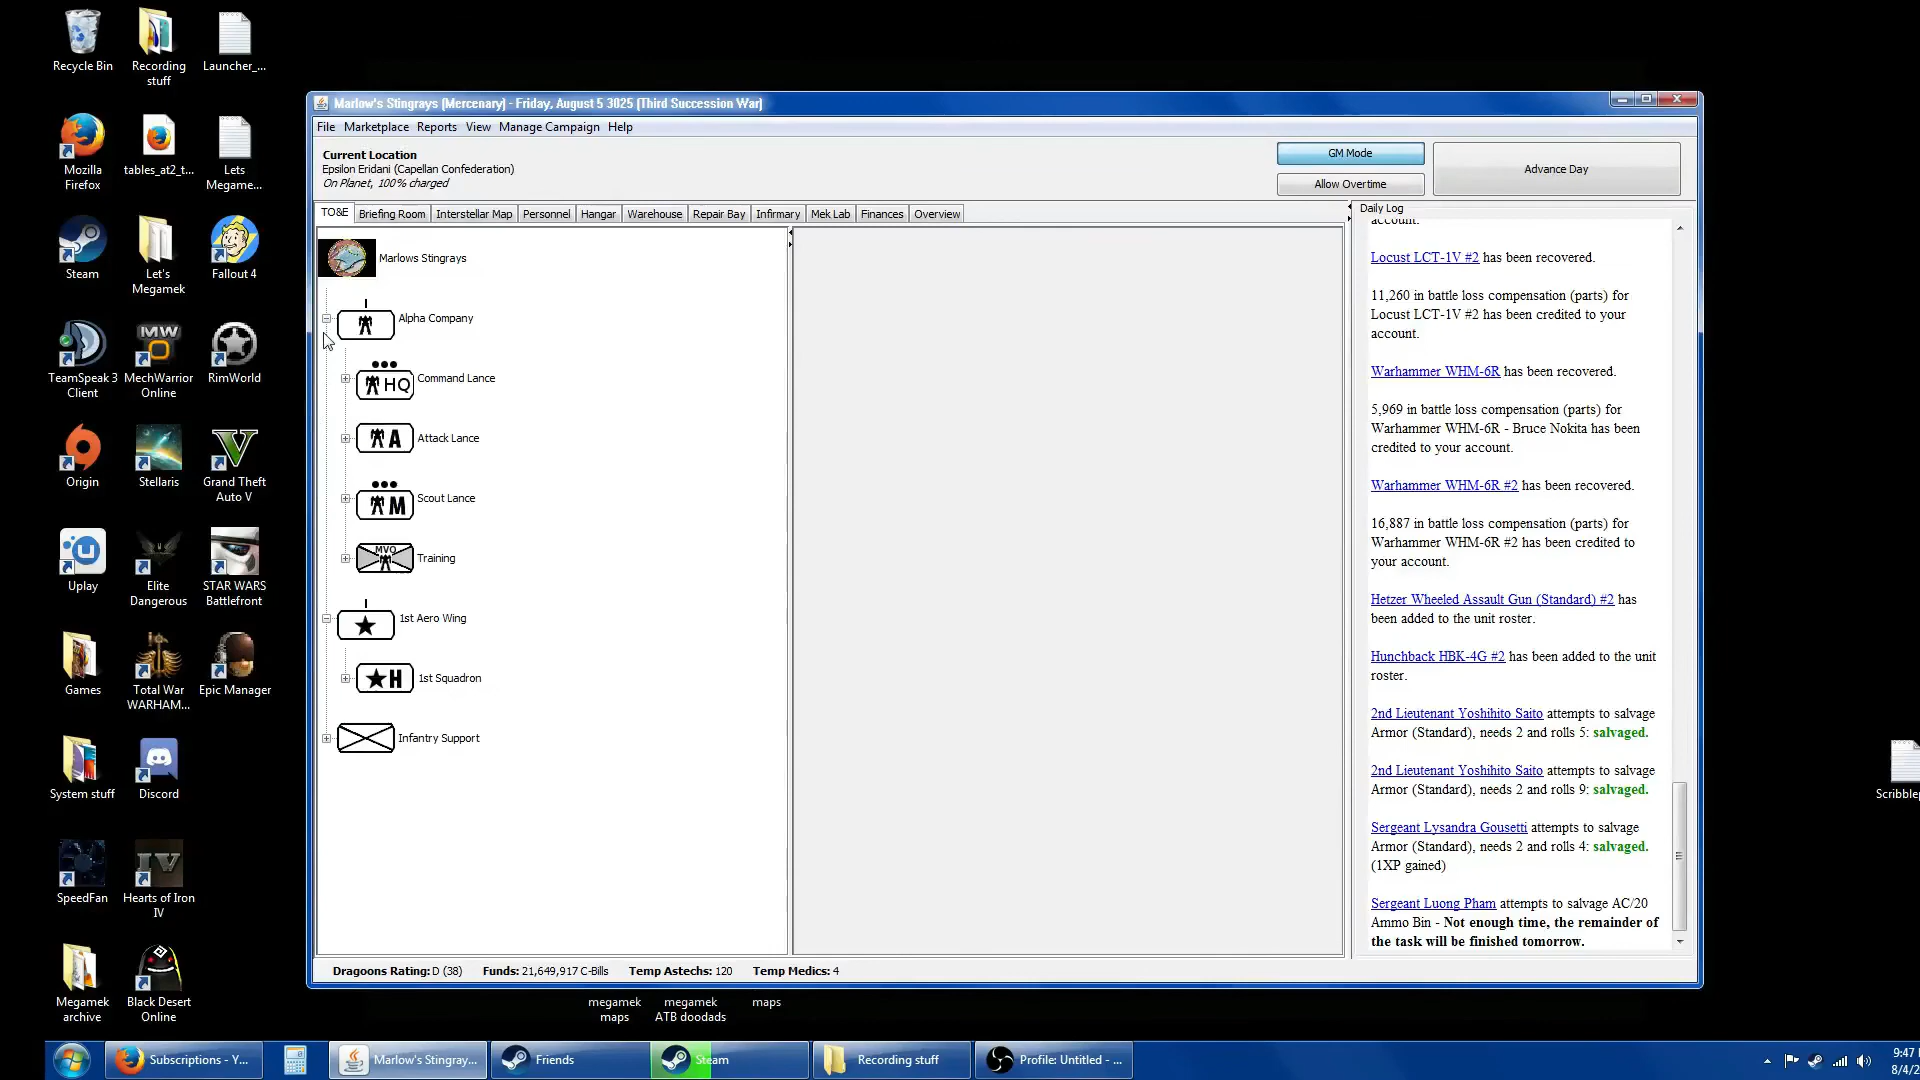 Recycle Bin
Recording
stuff
Launcher_...
Mozilla
Firefox
tables_at2_t...
Lets
Megame...
Steam
Let's
Megamek
Fallout 4
TeamSpeak 3
Client
MechWarrior
Online
RimWorld
Origin
Stellaris
Grand Theft
Auto V
Uplay
Elite
Dangerous
STAR WARS
Battlefront
Games
Total War
WARHAM...
Epic Manager
System stuff
Discord
SpeedFan
Hearts of Iron
IV
Megamek
archive
Black Desert
Online
megamek
maps
megamek
ATB doodads
maps
Marlow's Stingrays (Mercenary) - Friday, August 5 3025 (Third Succession War)
File Marketplace Reports View Manage Campaign Help
Current Location
Epsilon Eridani (Capellan Confederation)
On Planet, 100% charged
GM Mode
Allow Overtime
Advance Day
TO&E Briefing Room Interstellar Map Personnel Hangar Warehouse Repair Bay Infirmary Mek Lab Finances Overview
Marlows Stingrays
Alpha Company
HQ Command Lance
A Attack Lance
M Scout Lance
MVO Training
1st Aero Wing
H 1st Squadron
Infantry Support
Daily Log
account.
Locust LCT-1V #2 has been recovered.
11,260 in battle loss compensation (parts) for
Locust LCT-1V #2 has been credited to your
account.
Warhammer WHM-6R has been recovered.
5,969 in battle loss compensation (parts) for
Warhammer WHM-6R - Bruce Nokita has been
credited to your account.
Warhammer WHM-6R #2 has been recovered.
16,887 in battle loss compensation (parts) for
Warhammer WHM-6R #2 has been credited to
your account.
Hetzer Wheeled Assault Gun (Standard) #2 has
been added to the unit roster.
Hunchback HBK-4G #2 has been added to the unit
roster.
2nd Lieutenant Yoshihito Saito attempts to salvage
Armor (Standard), needs 2 and rolls 5: salvaged.
2nd Lieutenant Yoshihito Saito attempts to salvage
Armor (Standard), needs 2 and rolls 9: salvaged.
Sergeant Lysandra Gousetti attempts to salvage
Armor (Standard), needs 2 and rolls 4: salvaged.
(1XP gained)
Sergeant Luong Pham attempts to salvage AC/20
Ammo Bin - Not enough time, the remainder of
the task will be finished tomorrow.
Dragoons Rating: D (38) Funds: 21,649,917 C-Bills Temp Astechs: 120 Temp Medics: 4
Subscriptions - Y...
Marlow's Stingray...
Friends
Steam
Recording stuff
Profile: Untitled - ...
9:47
8/4/2